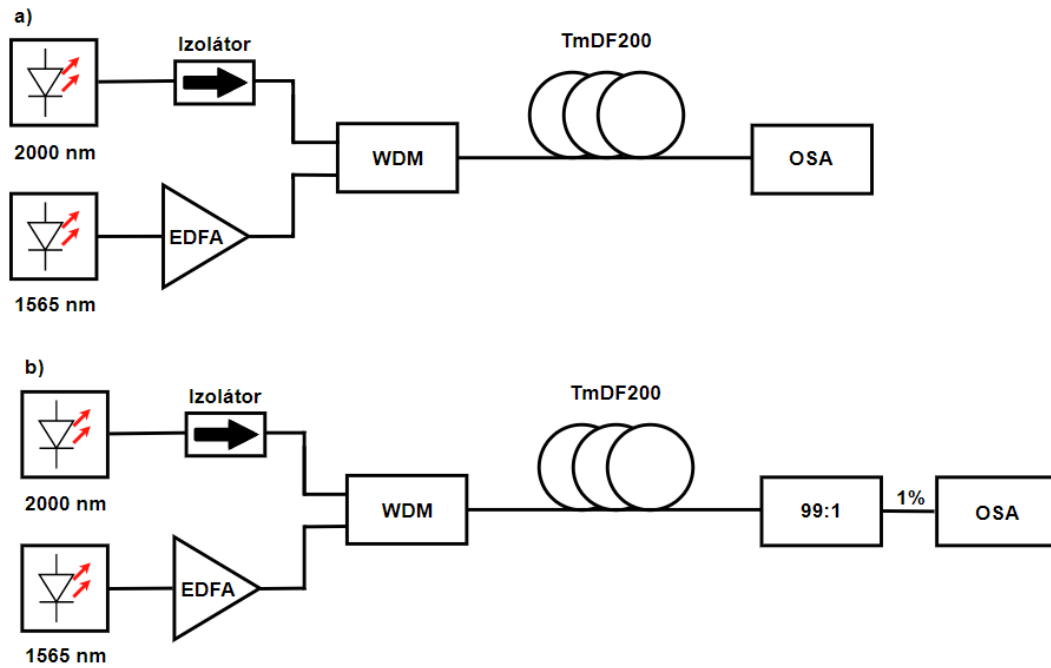 a)
Izolátor
TmDF200
2000 nm
WDM
OSA
EDFA
1565 nm
b)
Izolátor
TmDF200
2000 nm
WDM
99:1
1%
OSA
EDFA
1565 nm